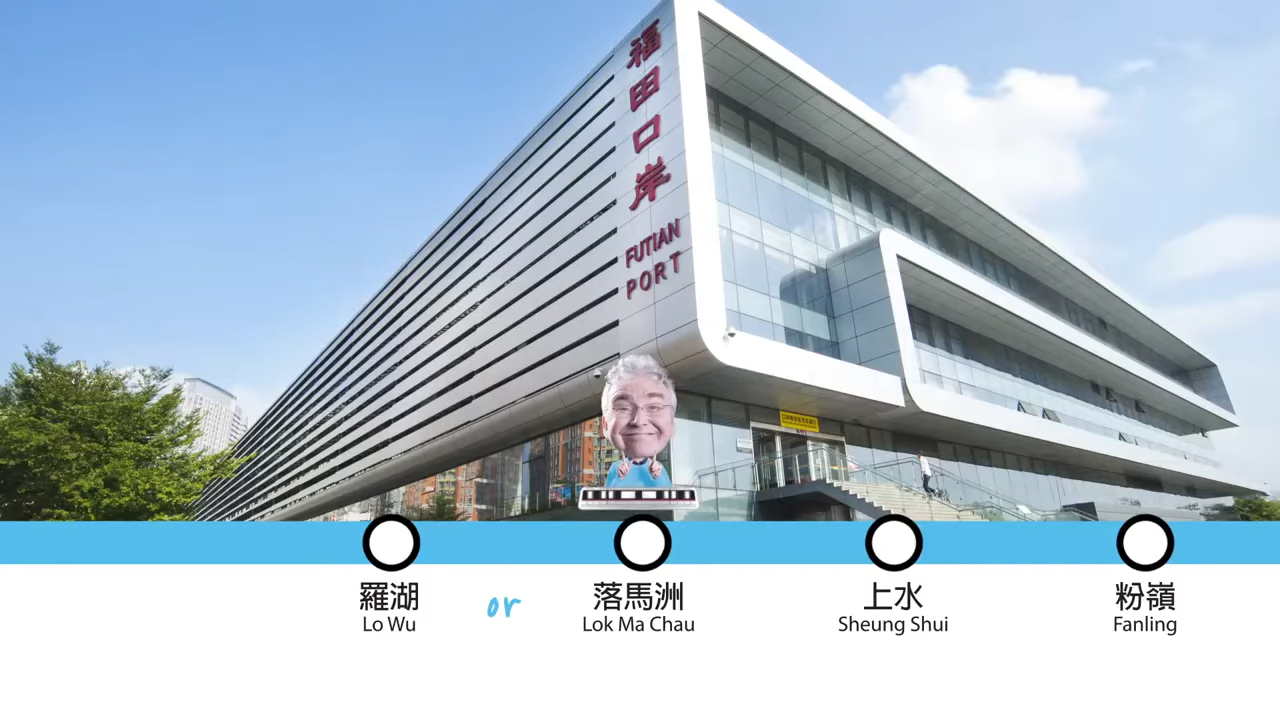 福田口岸
FUTIAN
PORT
羅湖
Lo Wu
or
落馬洲
Lok Ma Chau
上水
Sheung Shui
粉嶺
Fanling